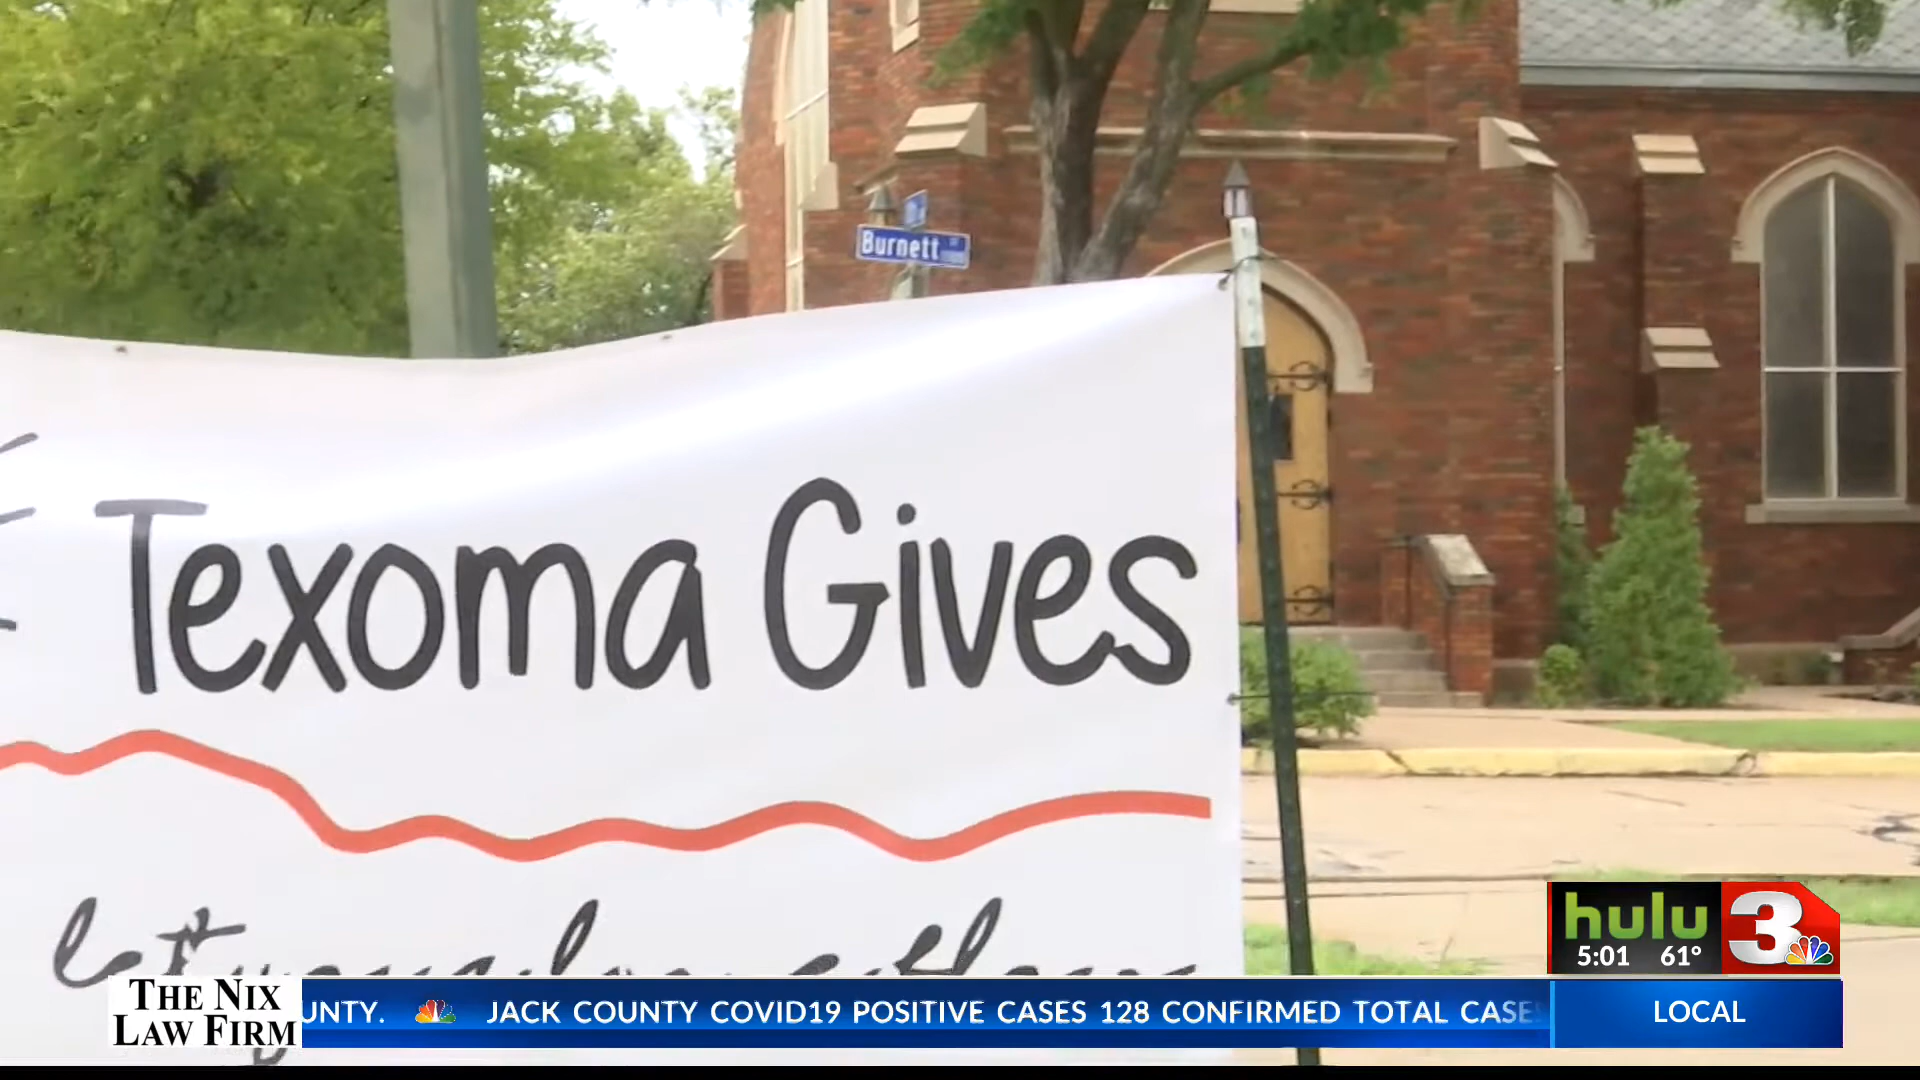 Burnett
Texoma Gives
hulu
3
5:01 61°
THE NIX
LAW FIRM
UNTY. JACK COUNTY COVID19 POSITIVE CASES 128 CONFIRMED TOTAL CASE
LOCAL